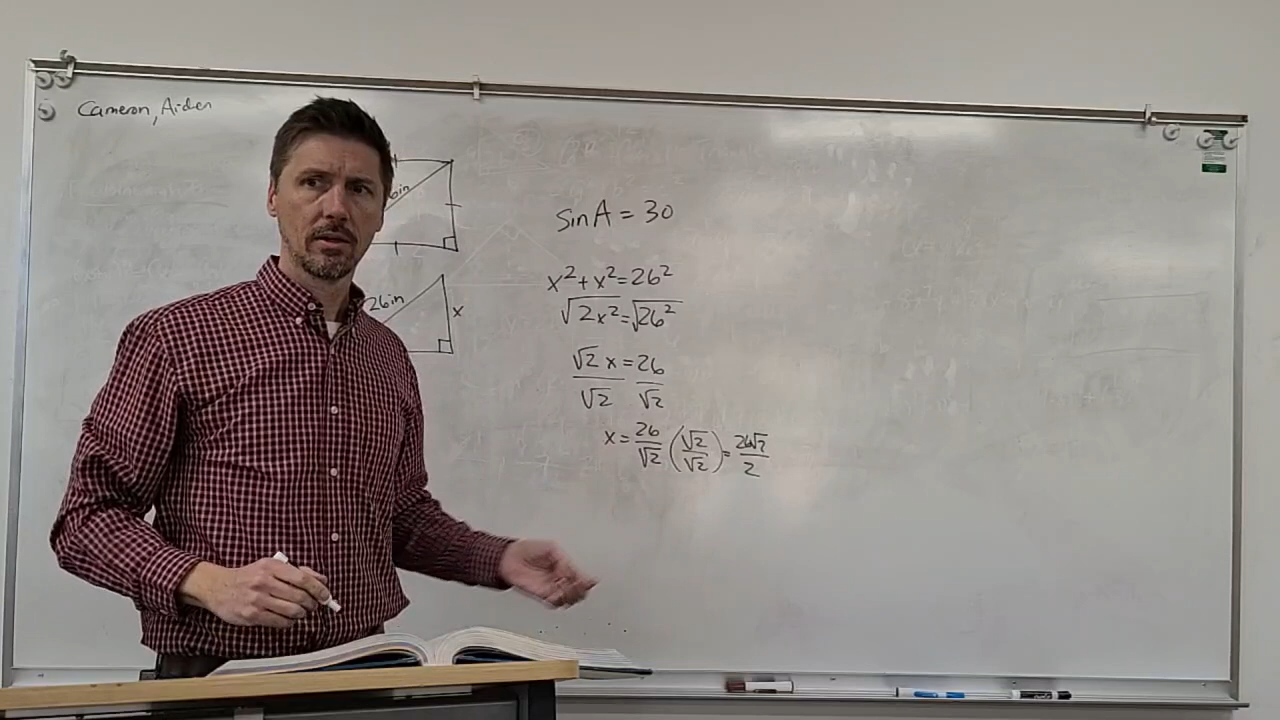 Cameron, Aiden
6in
26in
x
sin A = 30
x² + x² = 26²
√2x² = √26²
√2 x = 26
√2 √2
x = 26/√2 (√2/√2) = 26√2/2